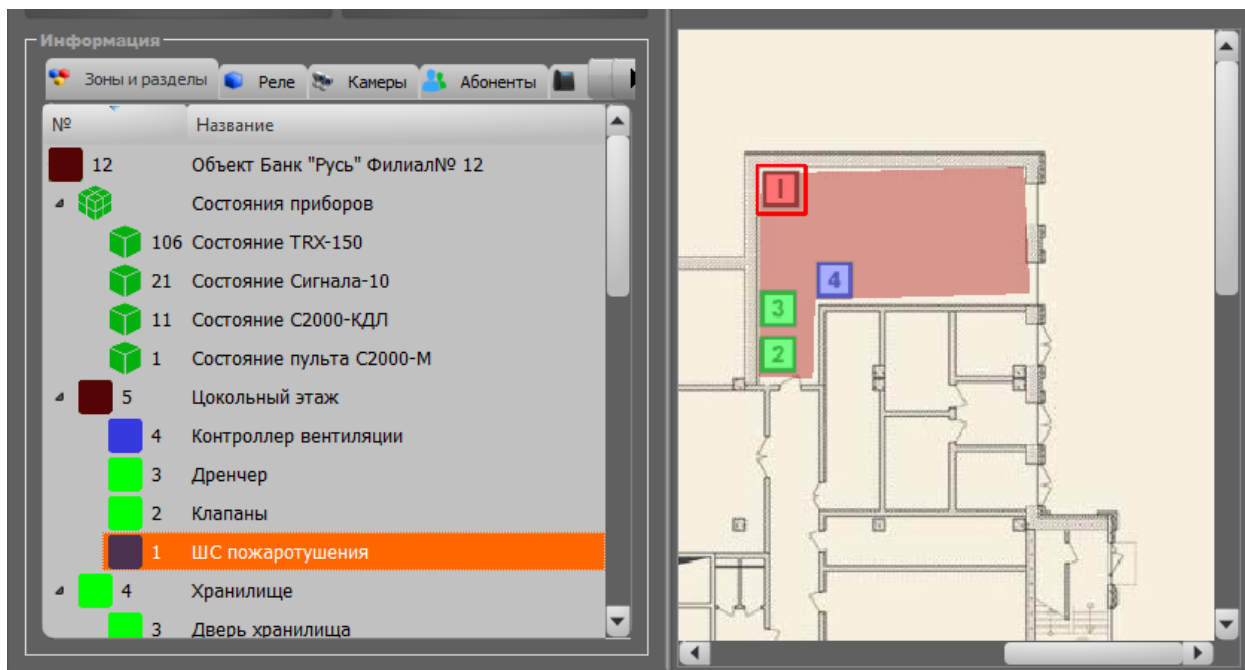 Информация
Зоны и разделы Реле Камеры Абоненты
№ Название
12 Объект Банк "Русь" Филиал№ 12
Состояния приборов
106 Состояние TRX-150
21 Состояние Сигнала-10
11 Состояние С2000-КДЛ
1 Состояние пульта С2000-М
5 Цокольный этаж
4 Контроллер вентиляции
3 Дренчер
2 Клапаны
1 ШС пожаротушения
4 Хранилище
3 Дверь хранилища
1
4
3
2